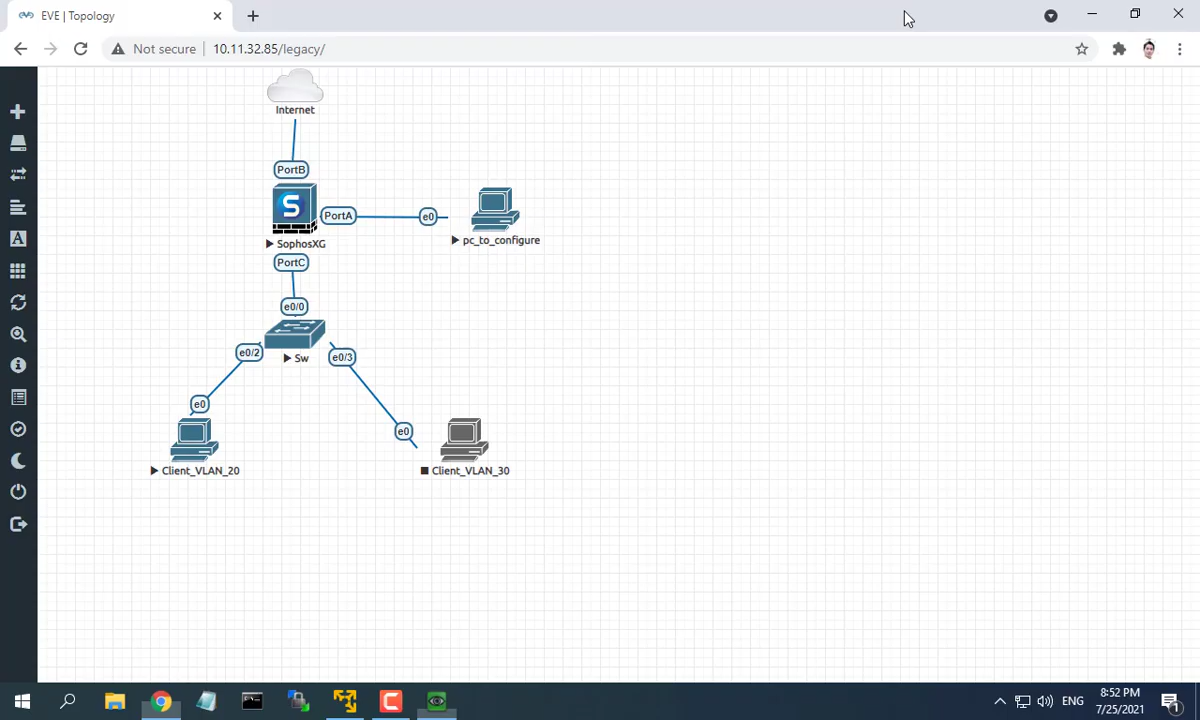 EVE | Topology
Not secure
10.11.32.85/legacy/
Internet
PortB
S
PortA
e0
SophosXG
pc_to_configure
PortC
e0/0
Sw
e0/2
e0/3
e0
e0
Client_VLAN_20
Client_VLAN_30
A
ENG
8:52 PM
7/25/2021
1